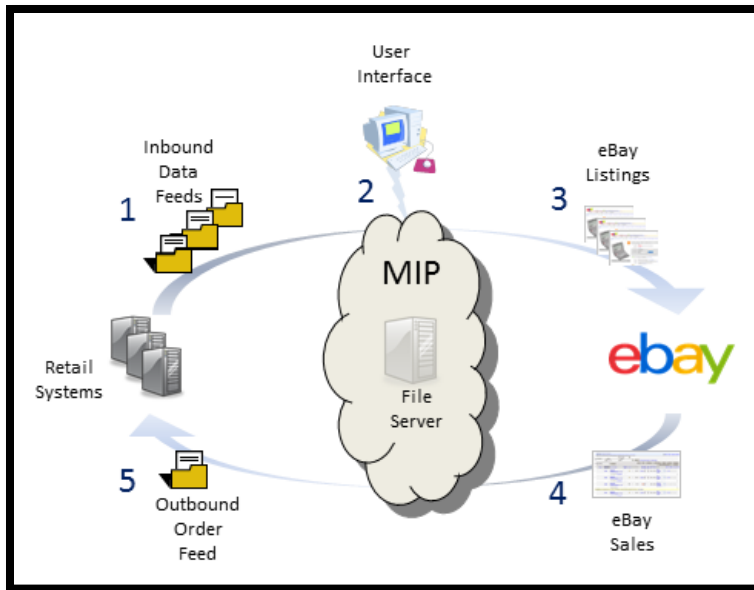 User
Interface
Inbound
Data
Feeds
1
2
eBay
Listings
3
MIP
File
Server
Retail
Systems
ebay
5
Outbound
Order
Feed
4
eBay
Sales